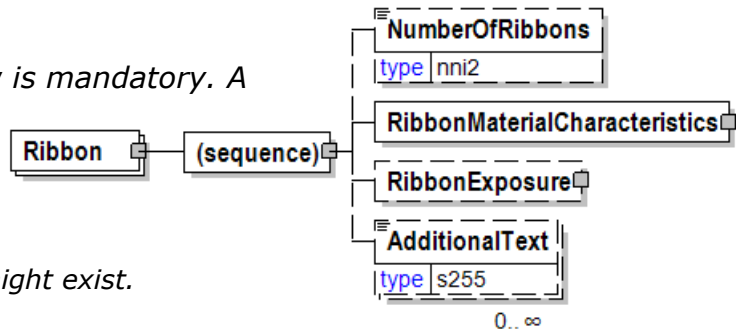 NumberOfRibbons
type nni2
is mandatory. A
RibbonMaterialCharacteristics
Ribbon
(sequence)
RibbonExposure
AdditionalText
type s255
ight exist.
0..∞